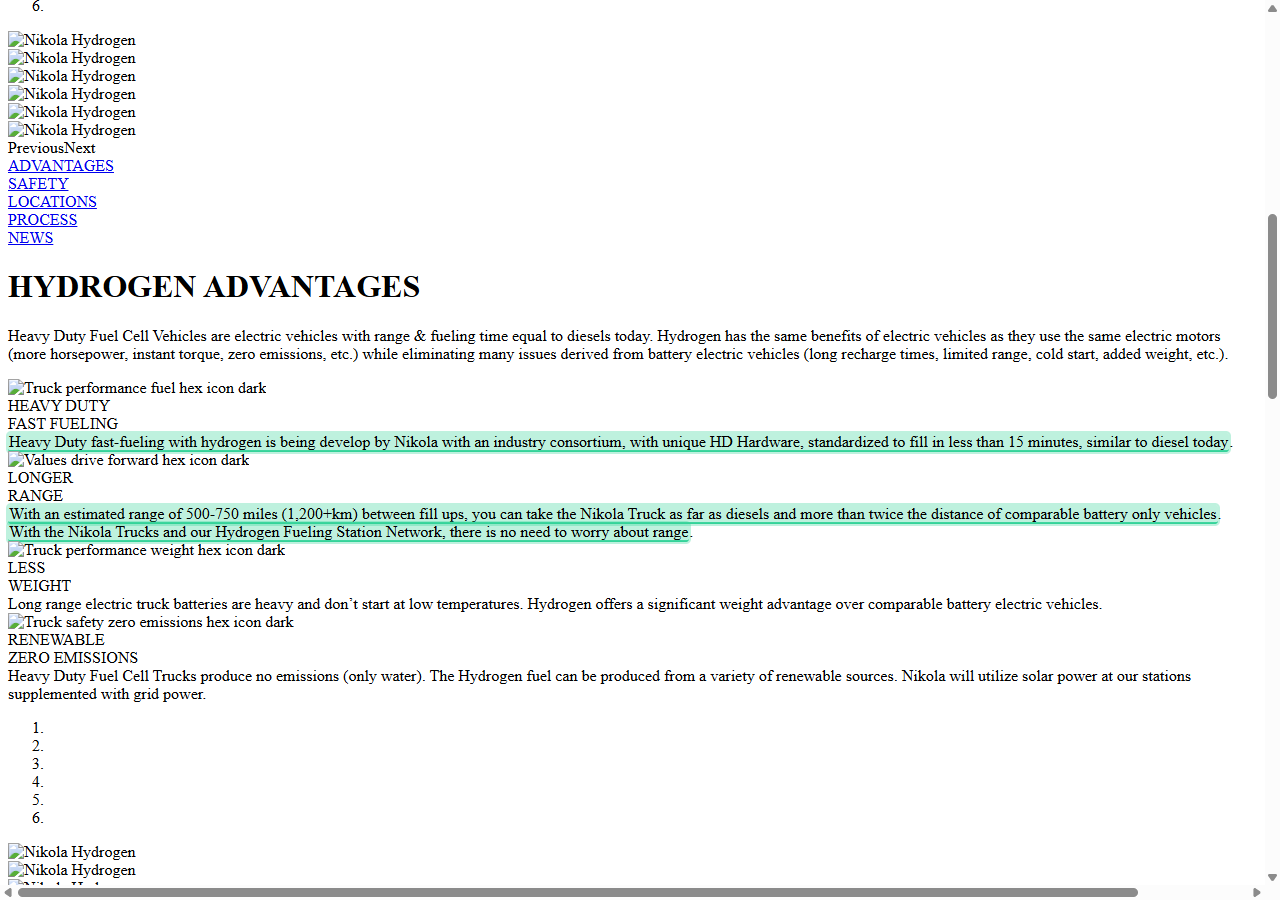 6.
Nikola Hydrogen
Nikola Hydrogen
Nikola Hydrogen
Nikola Hydrogen
Nikola Hydrogen
Nikola Hydrogen
PreviousNext
ADVANTAGES
SAFETY
LOCATIONS
PROCESS
NEWS
HYDROGEN ADVANTAGES
Heavy Duty Fuel Cell Vehicles are electric vehicles with range & fueling time equal to diesels today. Hydrogen has the same benefits of electric vehicles as they use the same electric motors
(more horsepower, instant torque, zero emissions, etc.) while eliminating many issues derived from battery electric vehicles (long recharge times, limited range, cold start, added weight, etc.).
Truck performance fuel hex icon dark
HEAVY DUTY
FAST FUELING
Heavy Duty fast-fueling with hydrogen is being develop by Nikola with an industry consortium, with unique HD Hardware, standardized to fill in less than 15 minutes, similar to diesel today.
Values drive forward hex icon dark
LONGER
RANGE
With an estimated range of 500-750 miles (1,200+km) between fill ups, you can take the Nikola Truck as far as diesels and more than twice the distance of comparable battery only vehicles.
With the Nikola Trucks and our Hydrogen Fueling Station Network, there is no need to worry about range.
Truck performance weight hex icon dark
LESS
WEIGHT
Long range electric truck batteries are heavy and don’t start at low temperatures. Hydrogen offers a significant weight advantage over comparable battery electric vehicles.
Truck safety zero emissions hex icon dark
RENEWABLE
ZERO EMISSIONS
Heavy Duty Fuel Cell Trucks produce no emissions (only water). The Hydrogen fuel can be produced from a variety of renewable sources. Nikola will utilize solar power at our stations
supplemented with grid power.
1.
2.
3.
4.
5.
6.
Nikola Hydrogen
Nikola Hydrogen